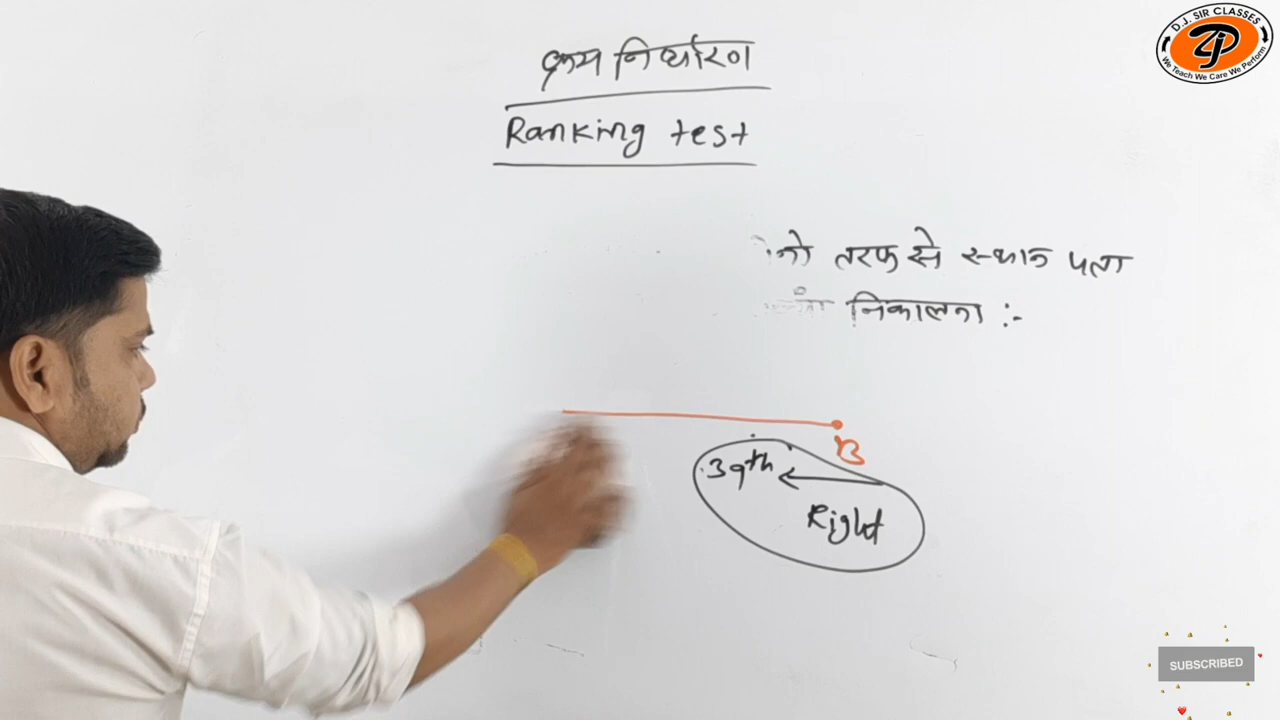 D.J. SIR CLASSES
We Teach We Care We Perform
क्रम निर्धारण
Ranking test
नो तरफ से स्थान पता
निकालना :-
B
39th
Right
SUBSCRIBED